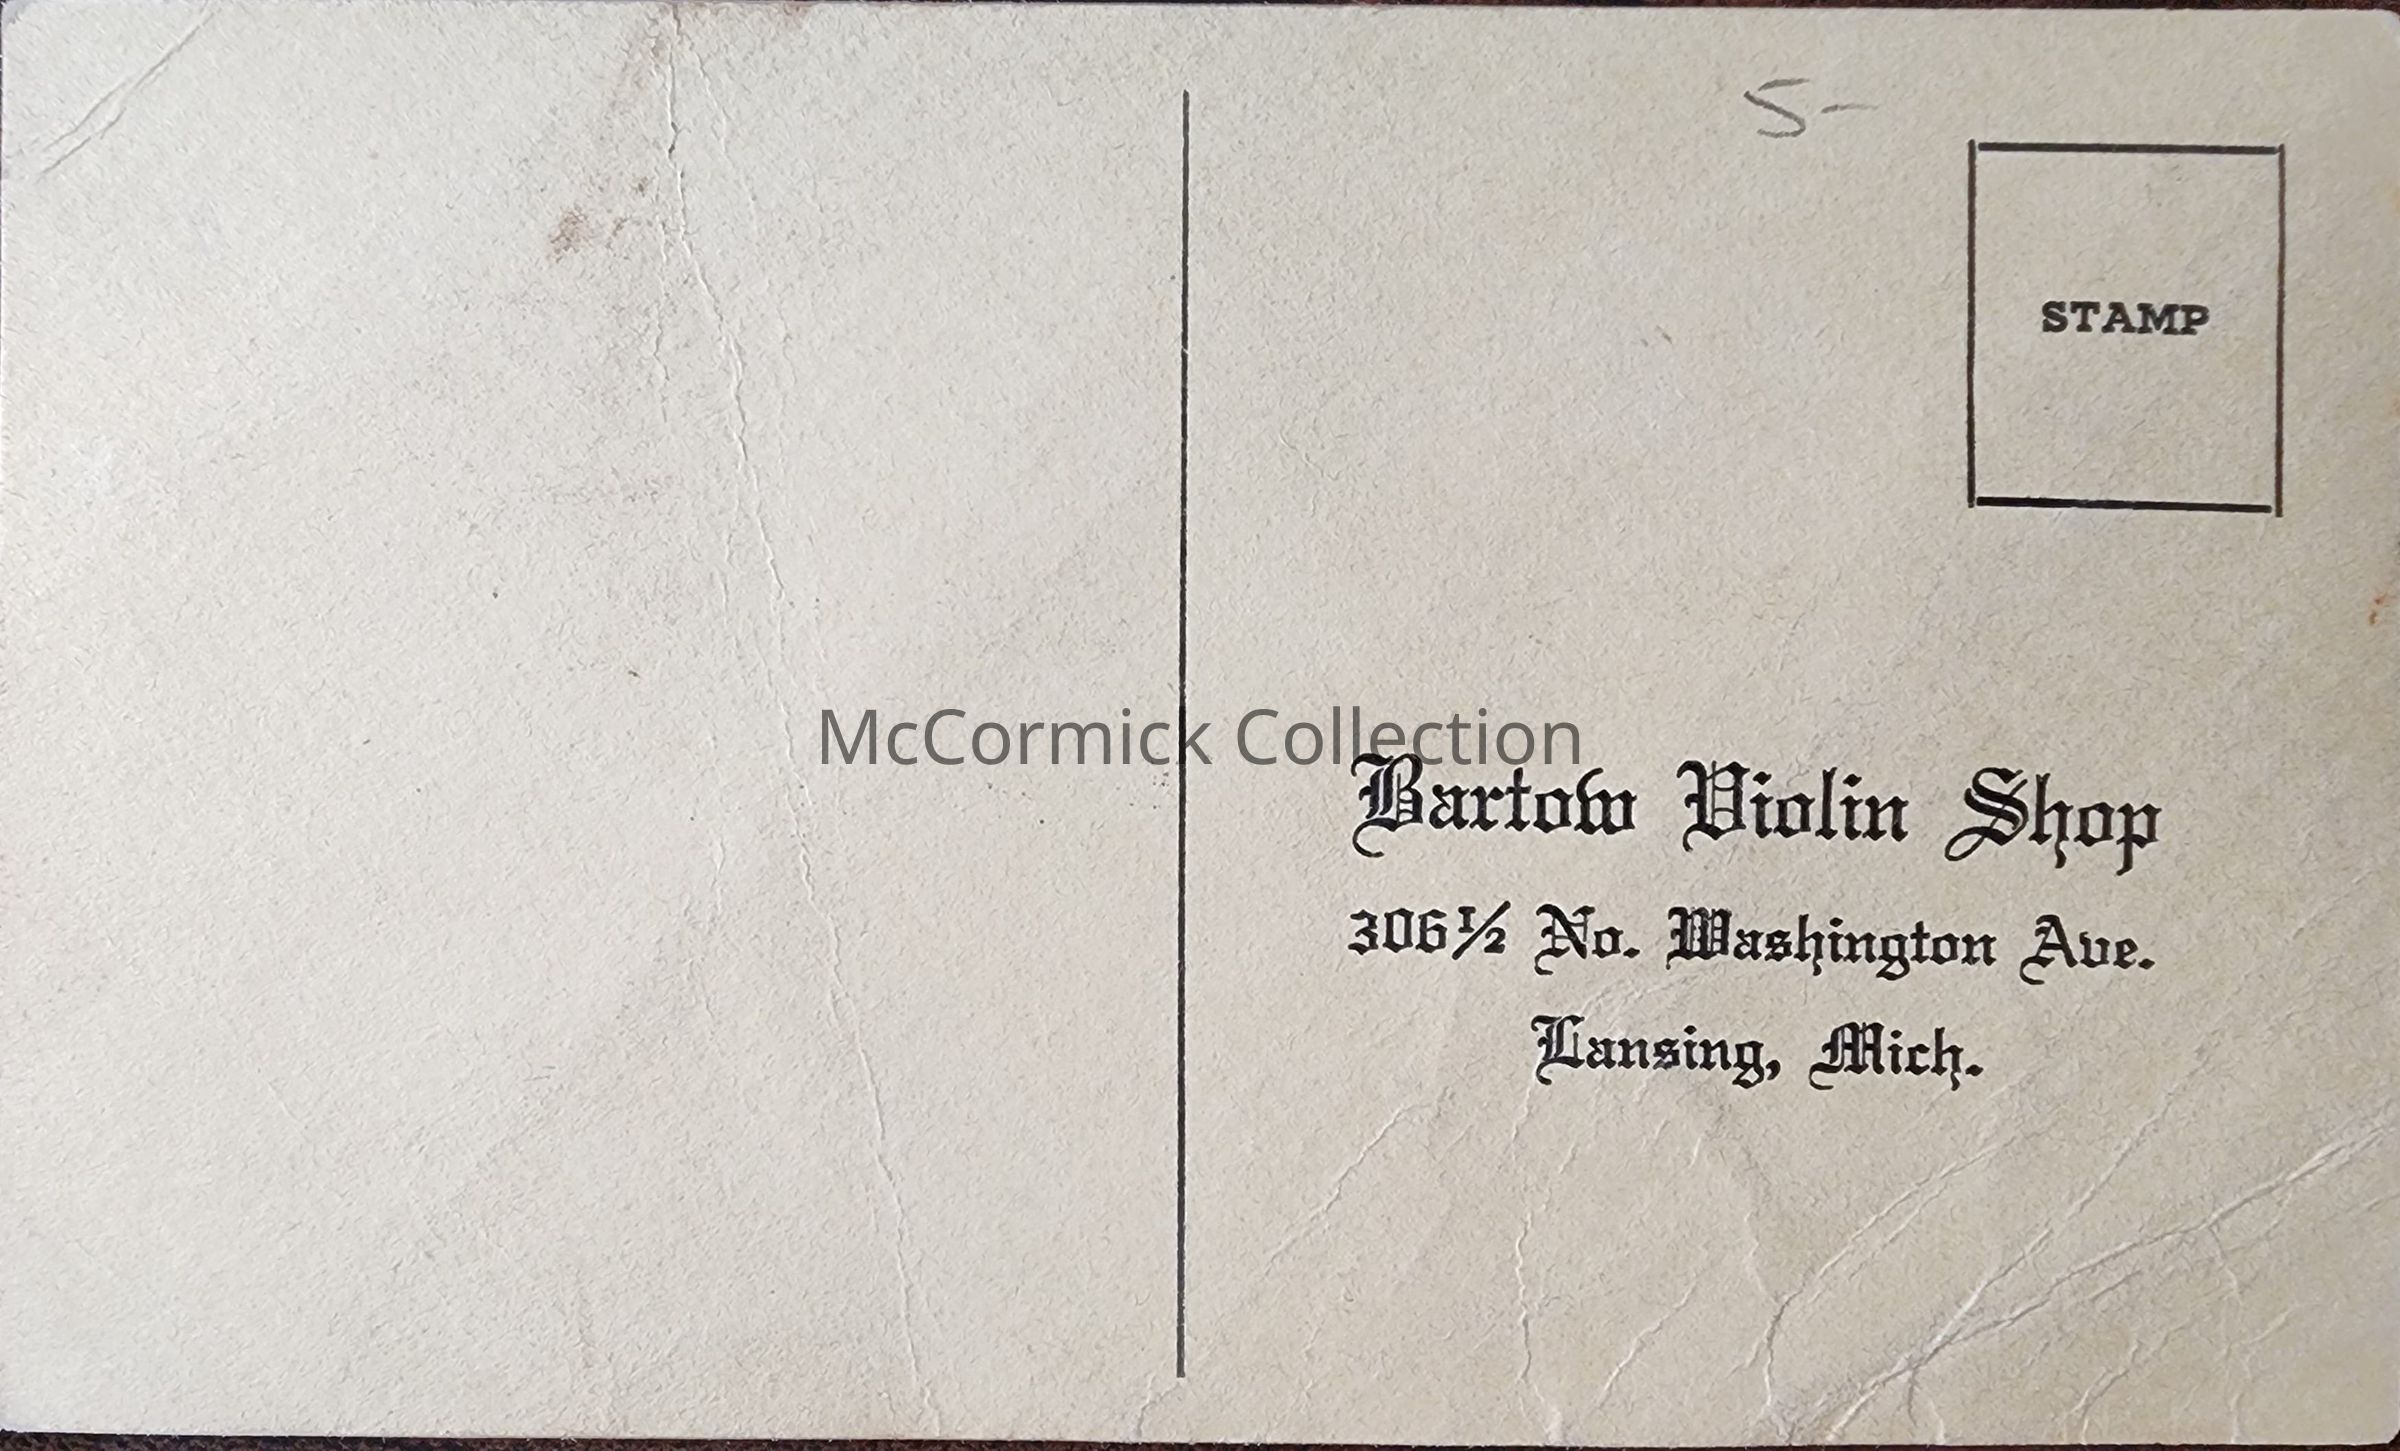 5-
STAMP
McCormick Collection
Bartow Violin Shop
306½ No. Washington Ave.
Lansing, Mich.